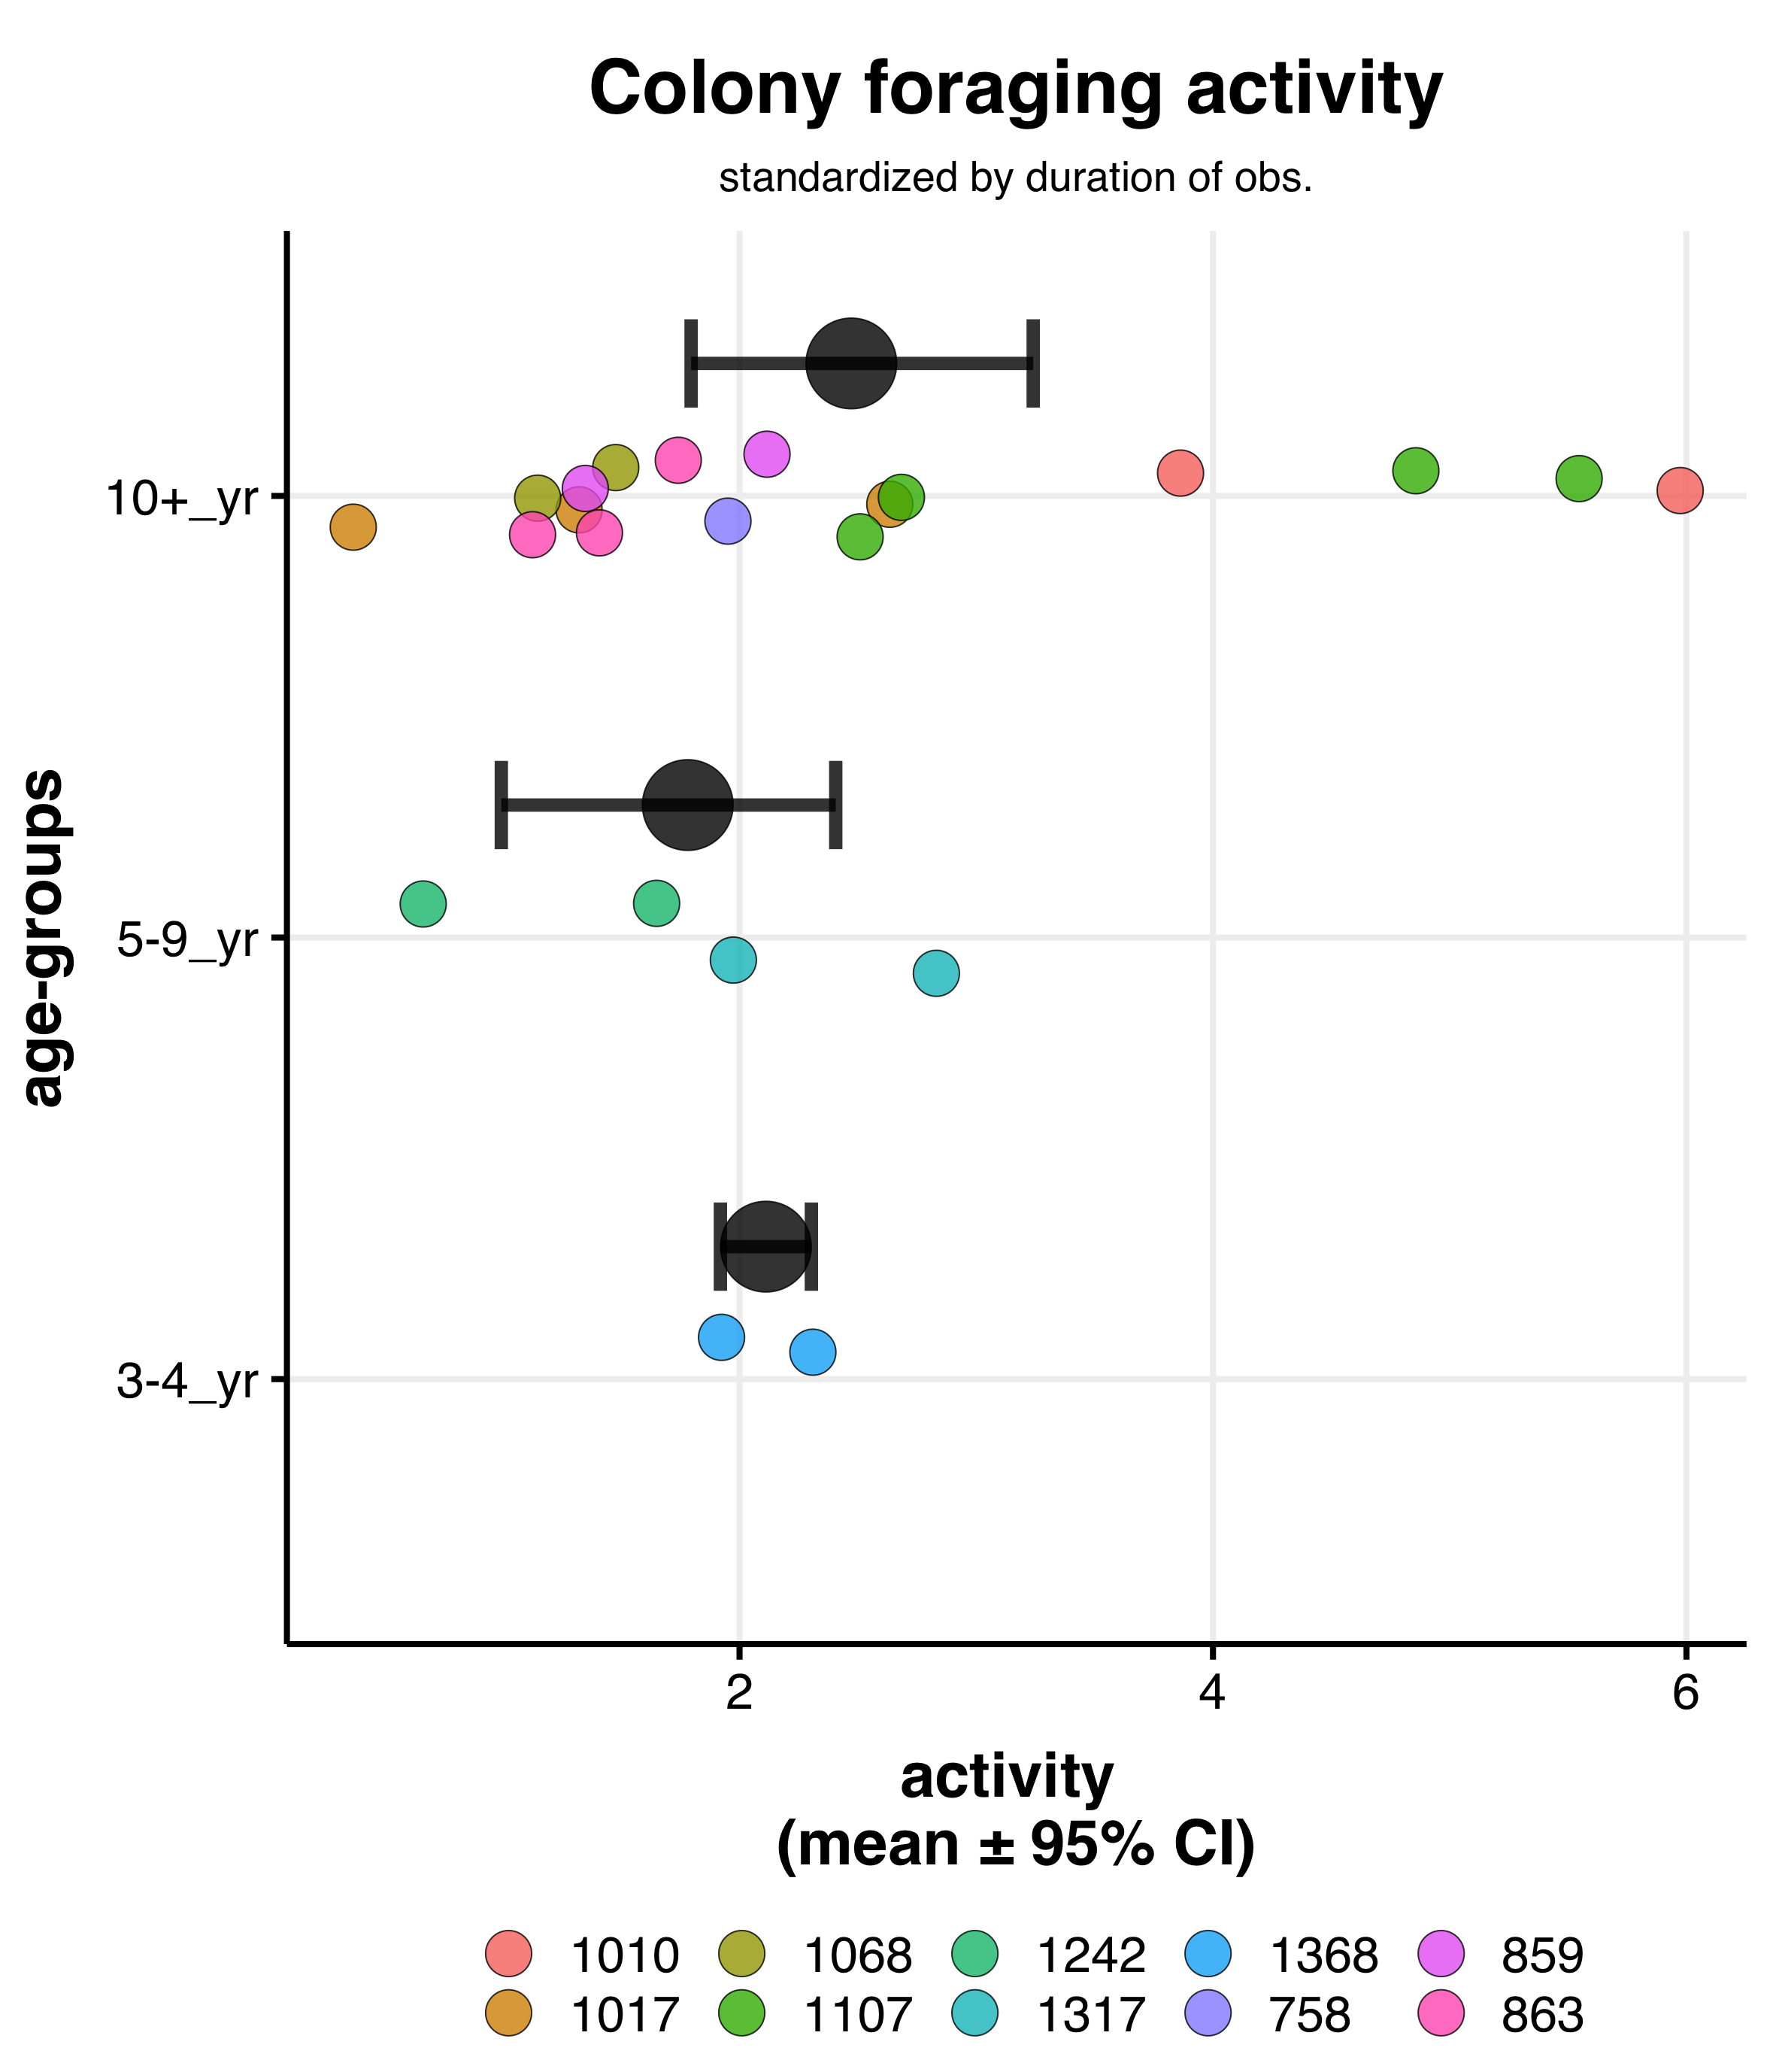 Colony foraging activity
standardized by duration of obs.
age-groups
10+_yr
5-9_yr
3-4_yr
2 4 6
activity
(mean ± 95% CI)
1010 1068 1242 1368 859
1017 1107 1317 758 863